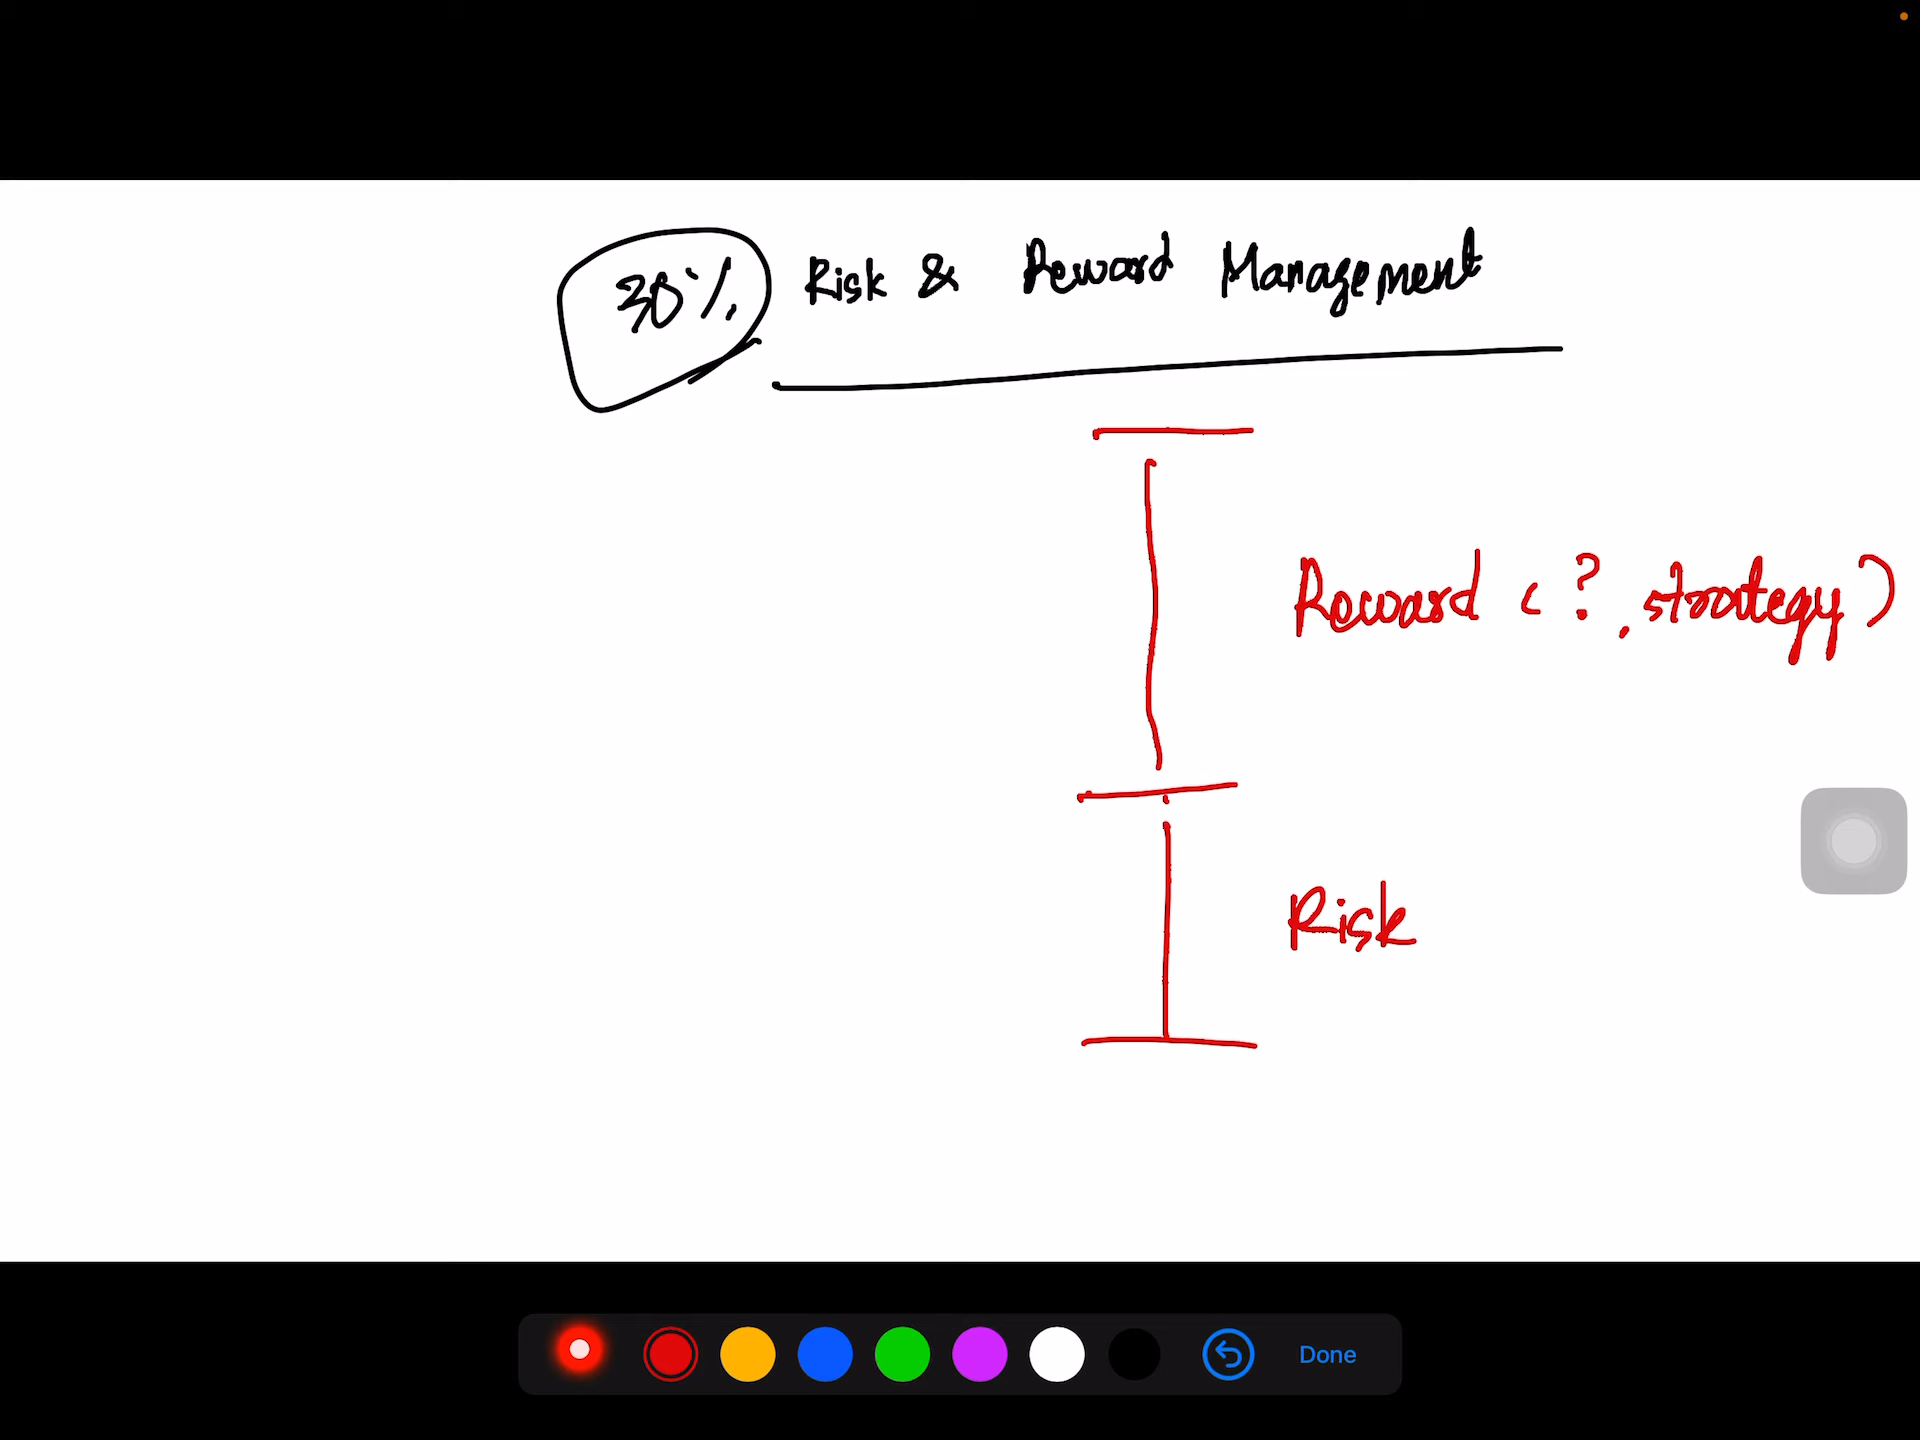 30% Risk & Reward Management
Reward (?, strategy)
Risk
Done